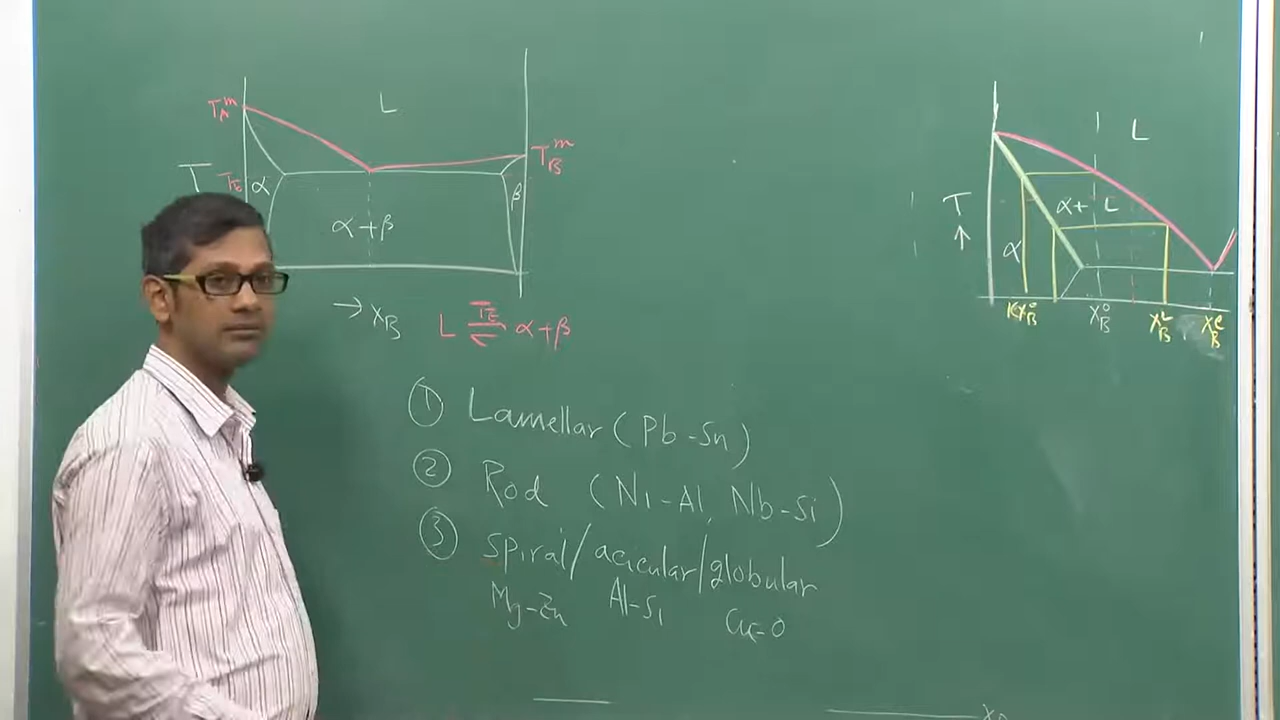 T_A^m
L
T_B^m
T
T_E
α
β
α+β
→ X_B
L ⇌ α+β
T_E
① Lamellar (Pb-Sn)
② Rod (Ni-Al, Nb-Si)
③ Spiral/acicular/globular
Mg-Zn Al-Si Cu-O
L
T
↑
α+L
α
KX_B^o X_B^o X_B^L X_B^e